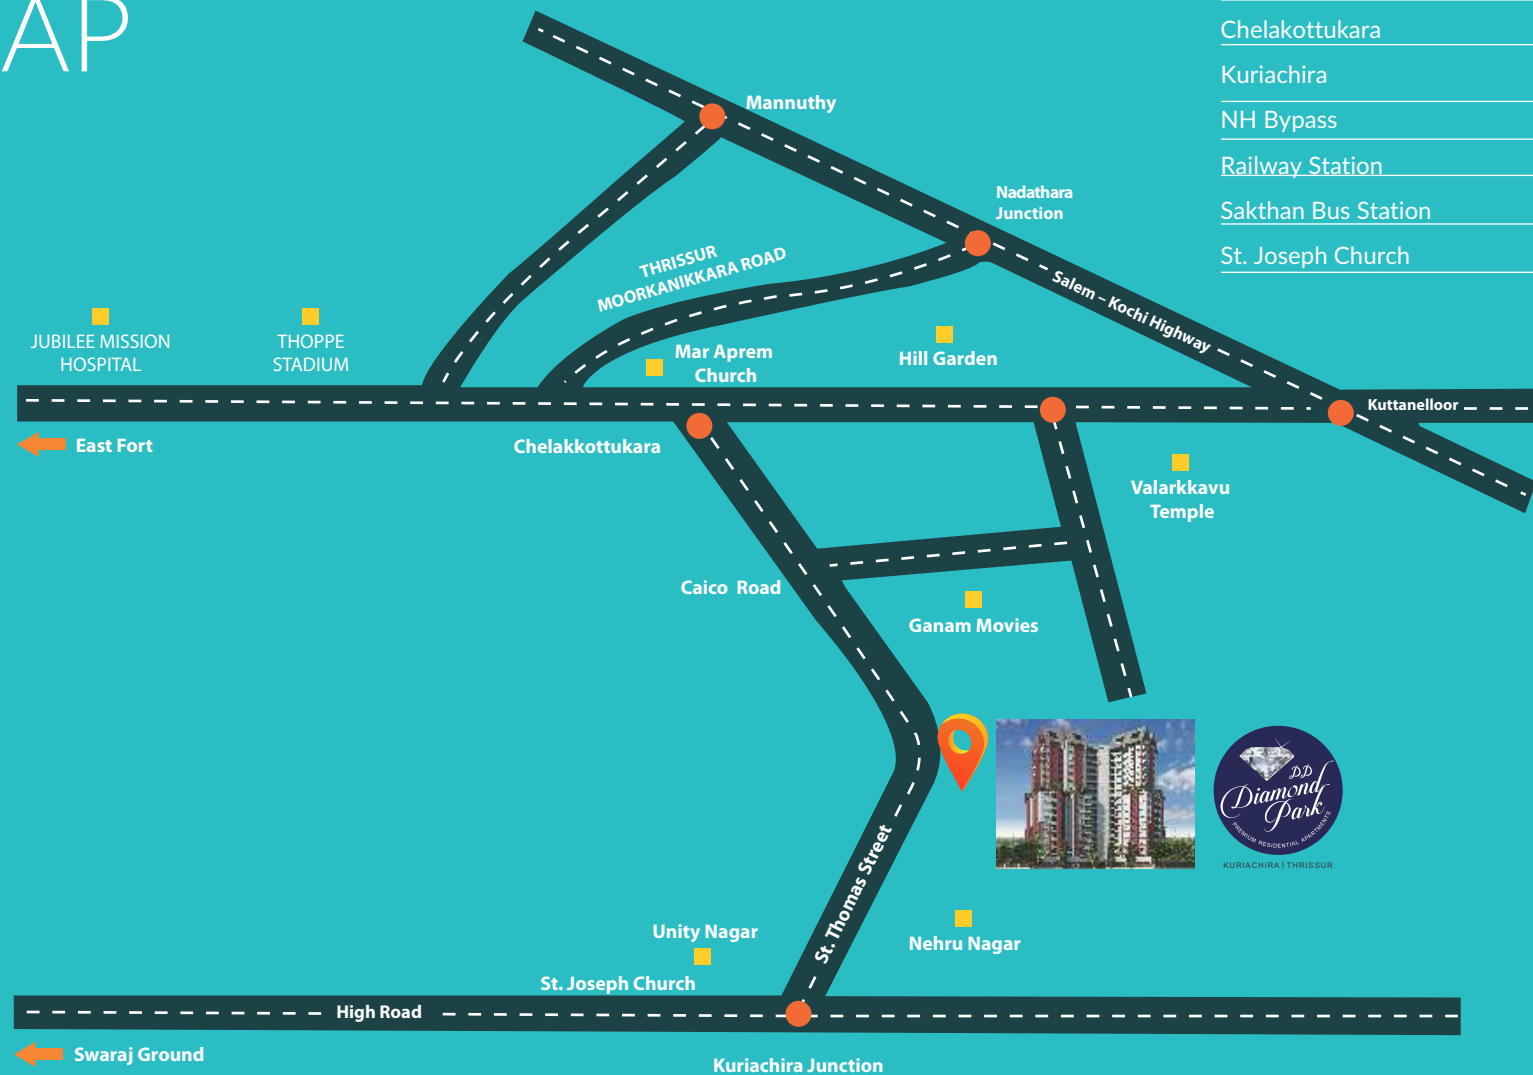 AP
Chelakottukara
Kuriachira
NH Bypass
Railway Station
Sakthan Bus Station
St. Joseph Church
Mannuthy
Nadathara
Junction
THRISSUR
MOORKANIKKARA ROAD
Salem – Kochi Highway
JUBILEE MISSION
HOSPITAL
THOPPE
STADIUM
Mar Aprem
Church
Hill Garden
Kuttanelloor
East Fort
Chelakkottukara
Valarkkavu
Temple
Caico Road
Ganam Movies
DD
Diamond
Park
PREMIUM RESIDENTIAL APARTMENTS
KURIACHIRA | THRISSUR
St. Thomas Street
Unity Nagar
Nehru Nagar
St. Joseph Church
High Road
Swaraj Ground
Kuriachira Junction